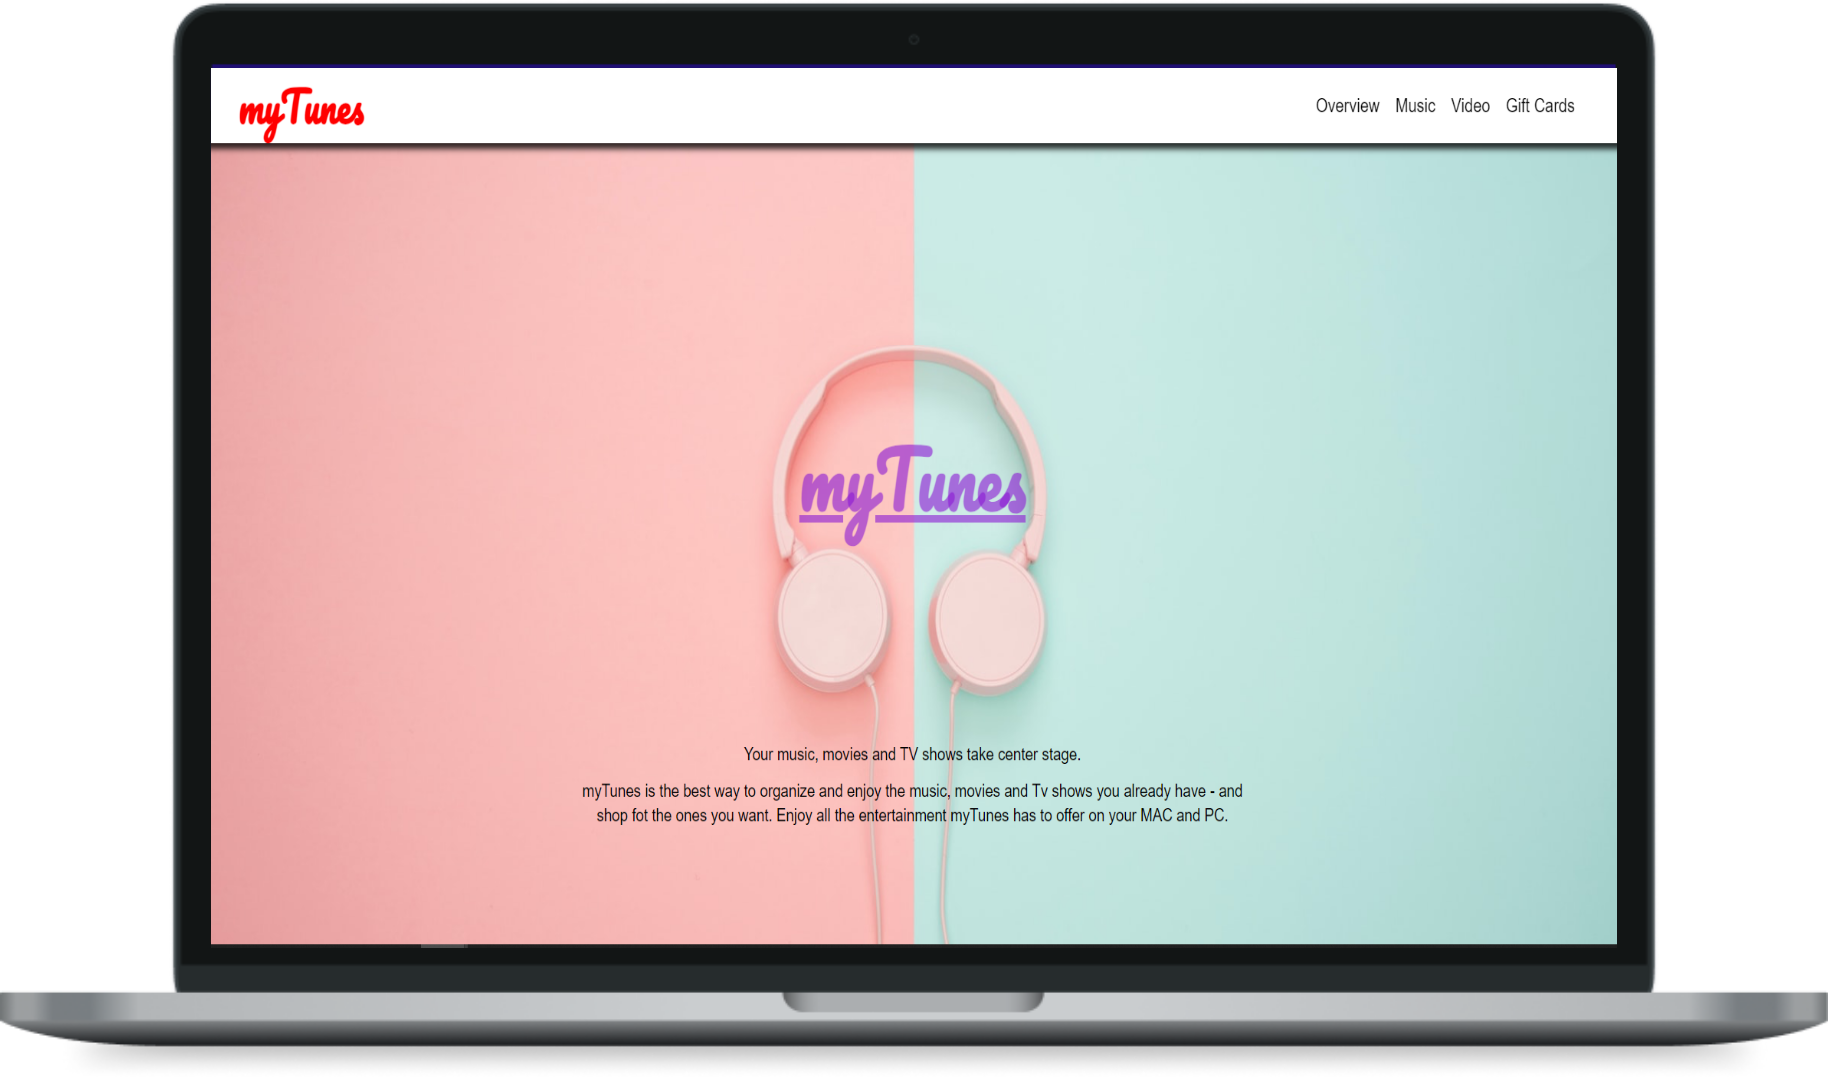 myTunes
Overview Music Video Gift Cards
myTunes
Your music, movies and TV shows take center stage.
myTunes is the best way to organize and enjoy the music, movies and Tv shows you already have - and
shop fot the ones you want. Enjoy all the entertainment myTunes has to offer on your MAC and PC.